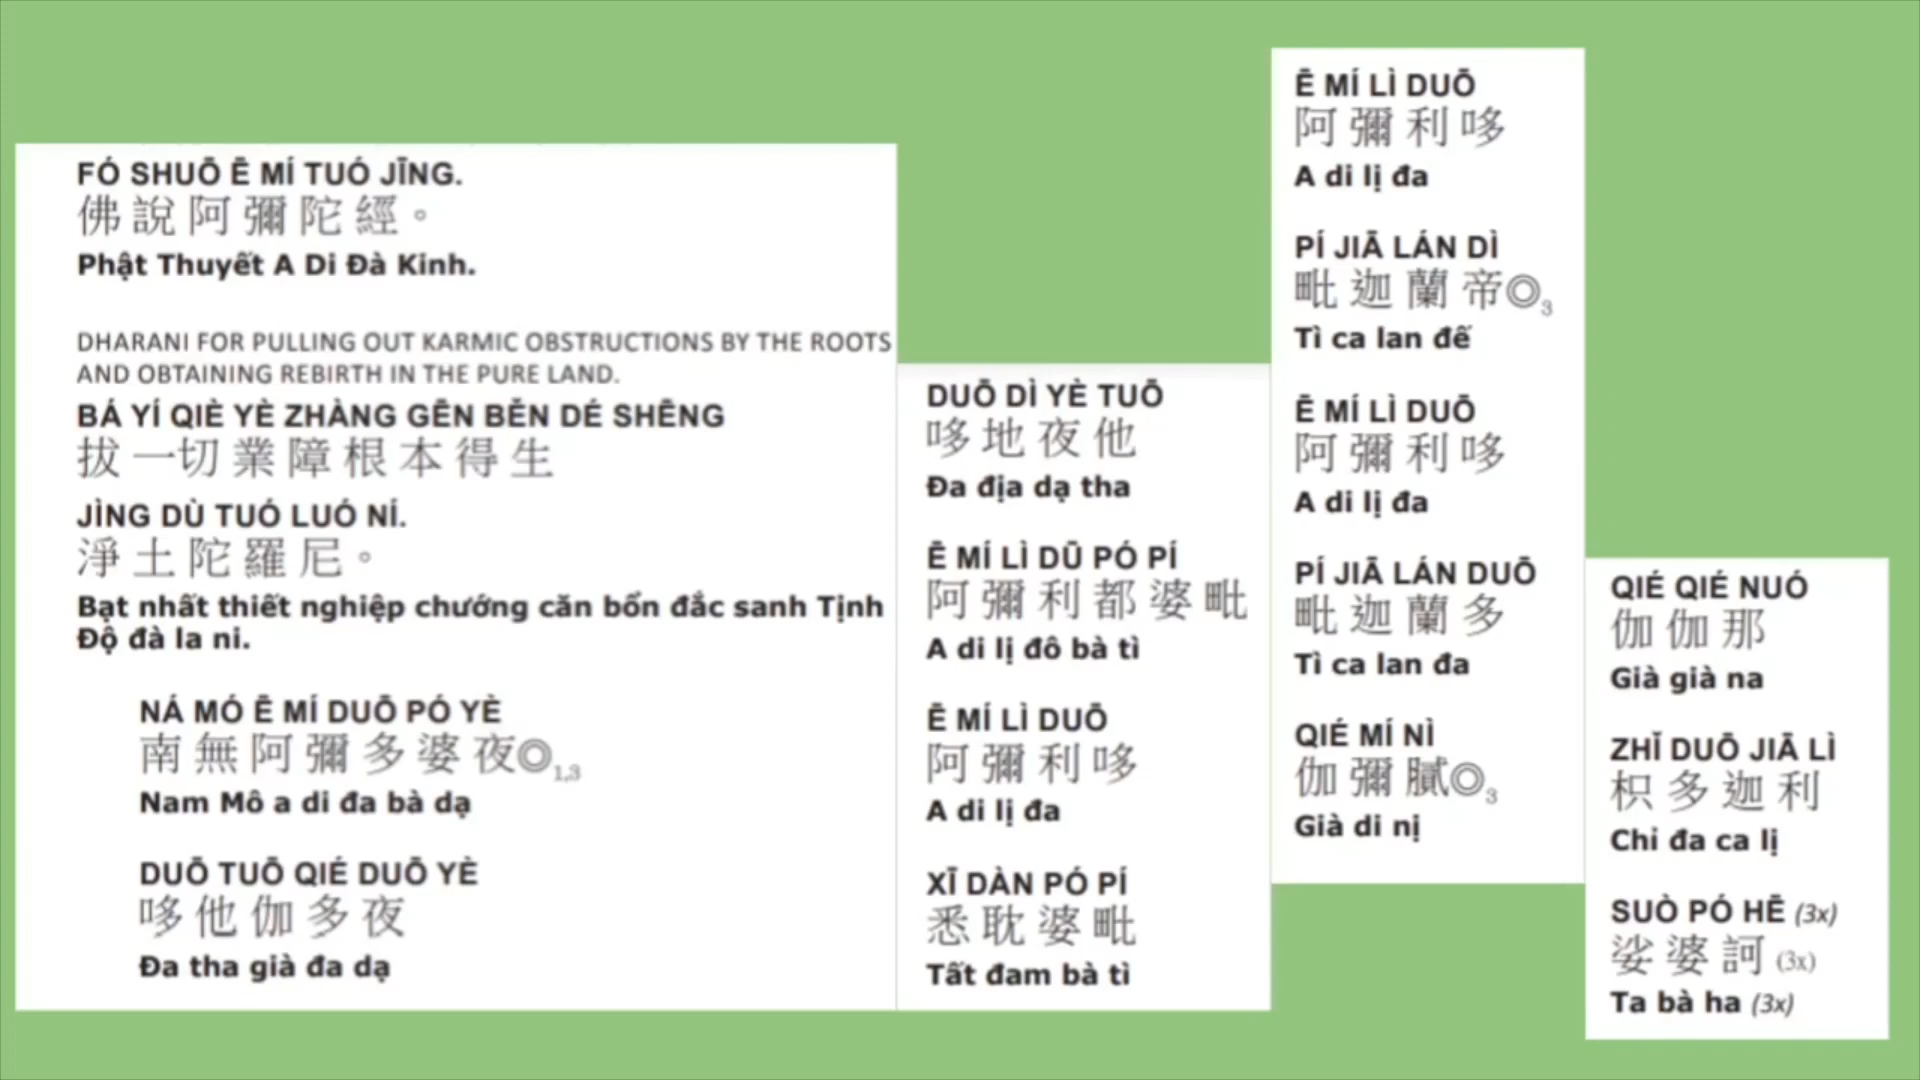 FÓ SHUŌ Ē MÍ TUÓ JĪNG.
佛說阿彌陀經。
Phật Thuyết A Di Đà Kinh.
DHARANI FOR PULLING OUT KARMIC OBSTRUCTIONS BY THE ROOTS
AND OBTAINING REBIRTH IN THE PURE LAND.
BÁ YÍ QIÈ YÈ ZHÀNG GĒN BĚN DÉ SHĒNG
拔一切業障根本得生
JÌNG DÙ TUÓ LUÓ NÍ.
淨土陀羅尼。
Bạt nhất thiết nghiệp chướng căn bổn đắc sanh Tịnh
Độ đà la ni.
NÁ MÓ Ē MÍ DUŌ PÓ YÈ
南無阿彌多婆夜◎1,3
Nam Mô a di đa bà dạ
DUŌ TUŌ QIÉ DUŌ YÈ
哆他伽多夜
Đa tha già đa dạ
DUŌ DÌ YÈ TUŌ
哆地夜他
Đa địa dạ tha
Ē MÍ LÌ DŪ PÓ PÍ
阿彌利都婆毗
A di lị đô bà tì
Ē MÍ LÌ DUŌ
阿彌利哆
A di lị đa
XĪ DÀN PÓ PÍ
悉耽婆毗
Tất đam bà tì
Ē MÍ LÌ DUŌ
阿彌利哆
A di lị đa
PÍ JIĀ LÁN DÌ
毗迦蘭帝◎3
Tì ca lan đế
Ē MÍ LÌ DUŌ
阿彌利哆
A di lị đa
PÍ JIĀ LÁN DUŌ
毗迦蘭多
Tì ca lan đa
QIÉ MÍ NÌ
伽彌膩◎3
Già di nị
QIÉ QIÉ NUÓ
伽伽那
Già già na
ZHǏ DUŌ JIĀ LÌ
枳多迦利
Chỉ đa ca lị
SUÒ PÓ HĒ (3x)
娑婆訶 (3x)
Ta bà ha (3x)